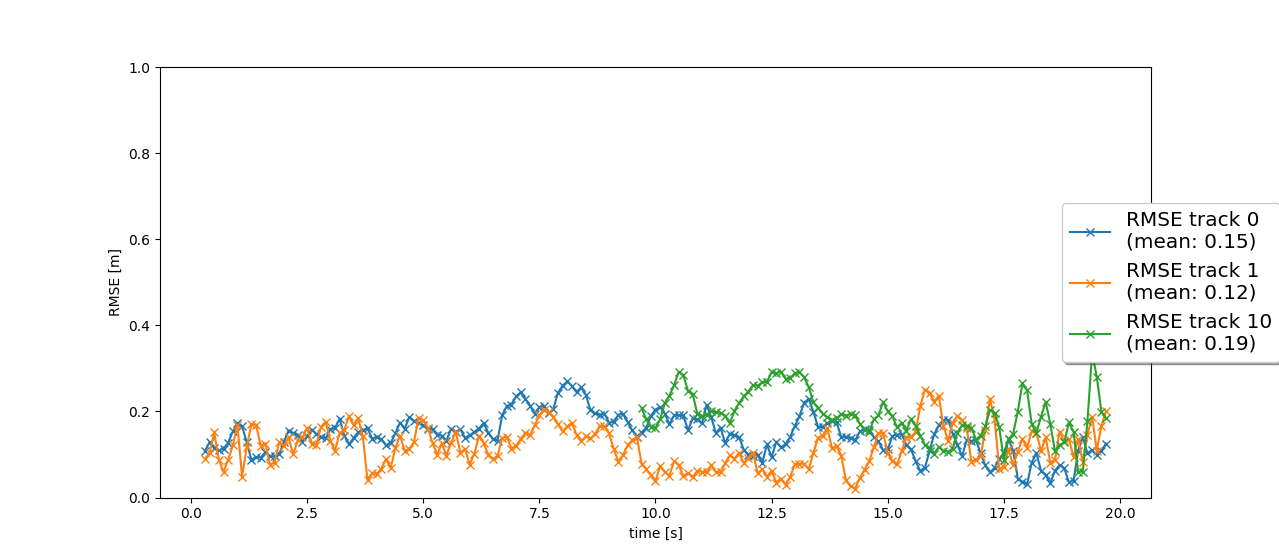 1.0
0.8
0.6
0.4
0.2
0.0
RMSE [m]
0.0 2.5 5.0 7.5 10.0 12.5 15.0 17.5 20.0
time [s]
RMSE track 0
(mean: 0.15)
RMSE track 1
(mean: 0.12)
RMSE track 10
(mean: 0.19)